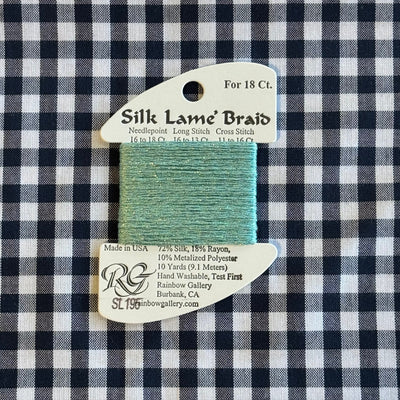 For 18 Ct.
Silk Lamé Braid
Needlepoint Long Stitch Cross Stitch
16 to 18 Ct. 16 to 13 Ct. 11 to 16 Ct.
Made in USA 72% Silk, 18% Rayon,
10% Metalized Polyester
10 Yards (9.1 Meters)
Hand Washable, Test First
RG
Rainbow Gallery
Burbank, CA
SL195 rainbowgallery.com